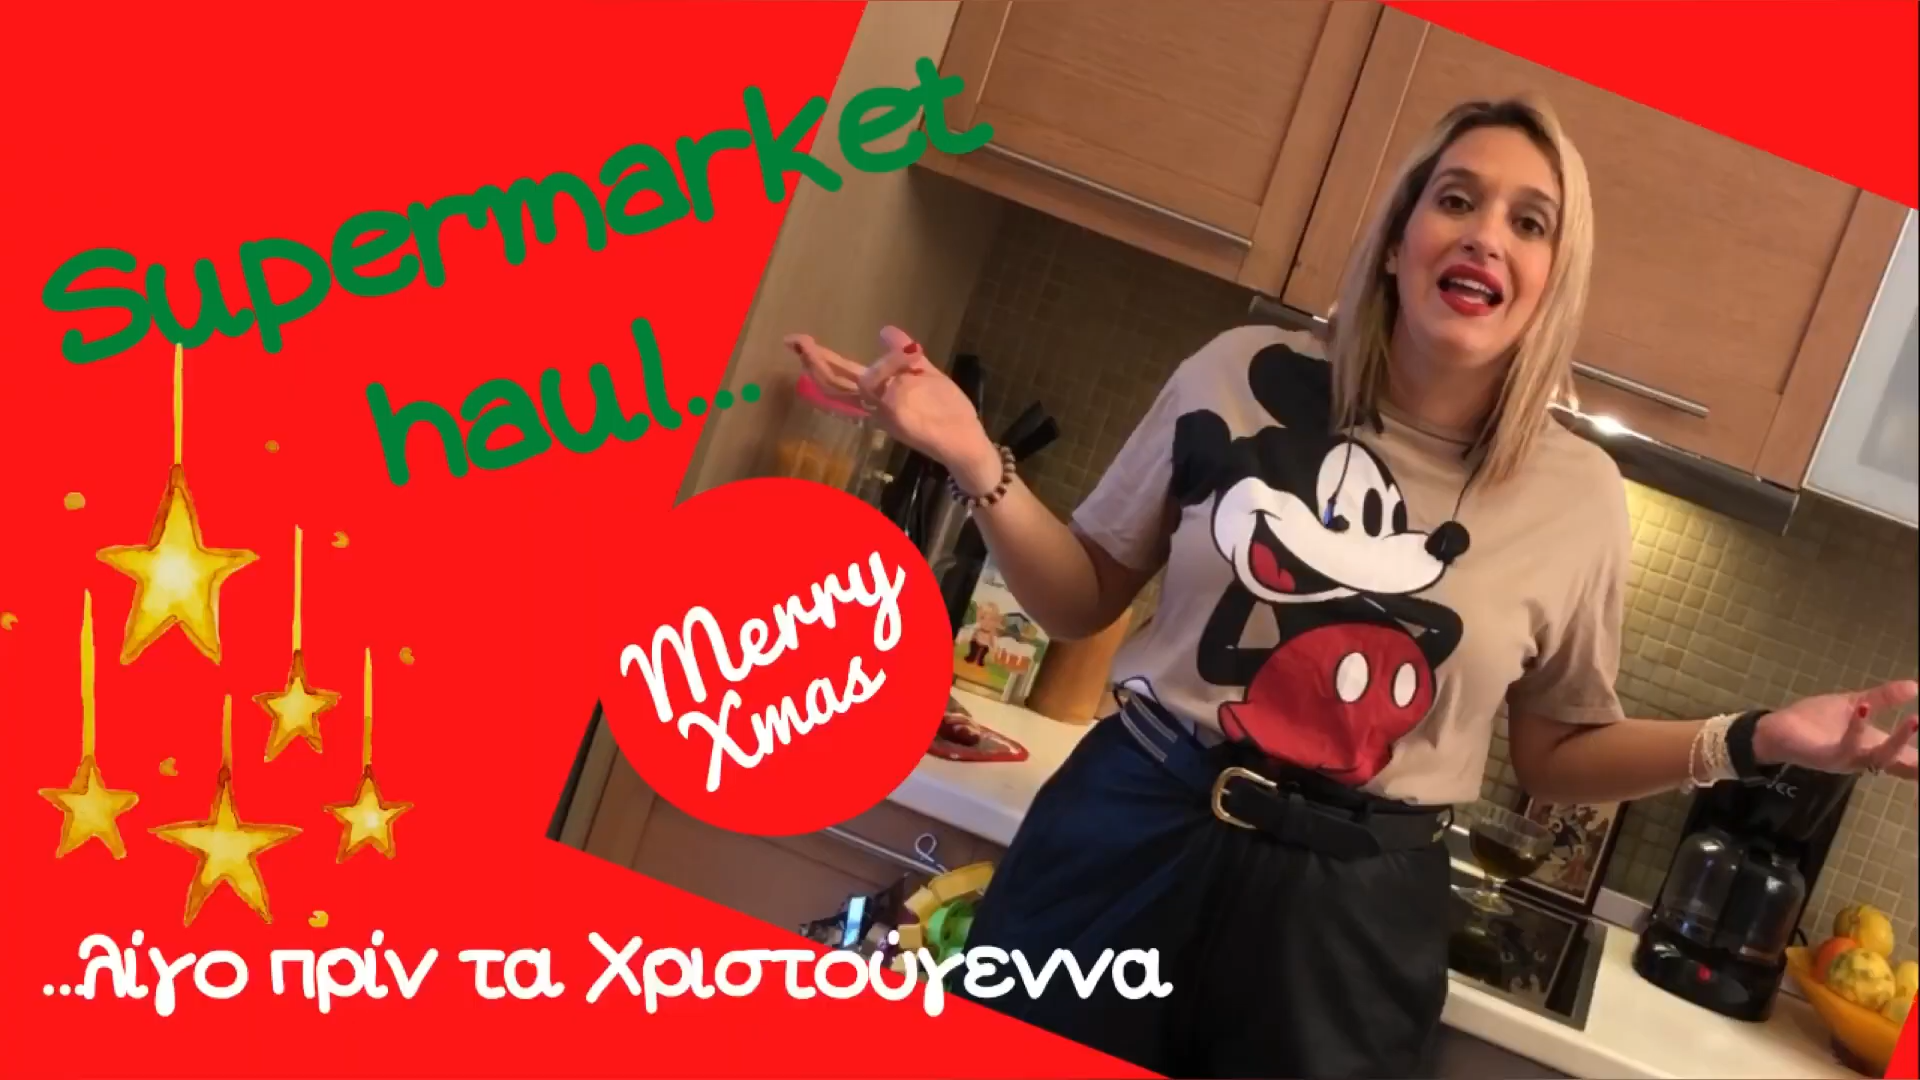 Supermarket
haul...
Merry
Xmas
...λίγο πρίν τα Χριστούγεννα